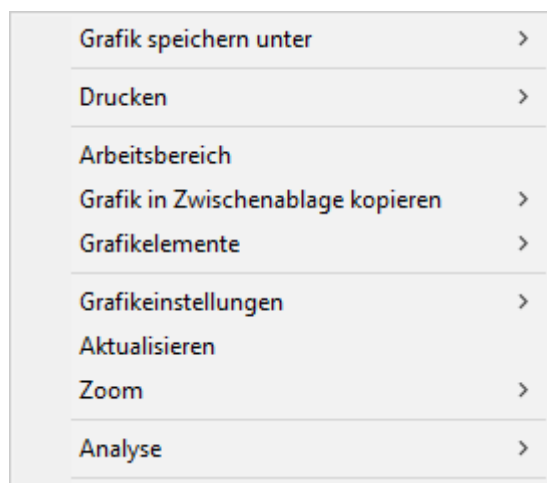 Grafik speichern unter
Drucken
Arbeitsbereich
Grafik in Zwischenablage kopieren
Grafikelemente
Grafikeinstellungen
Aktualisieren
Zoom
Analyse